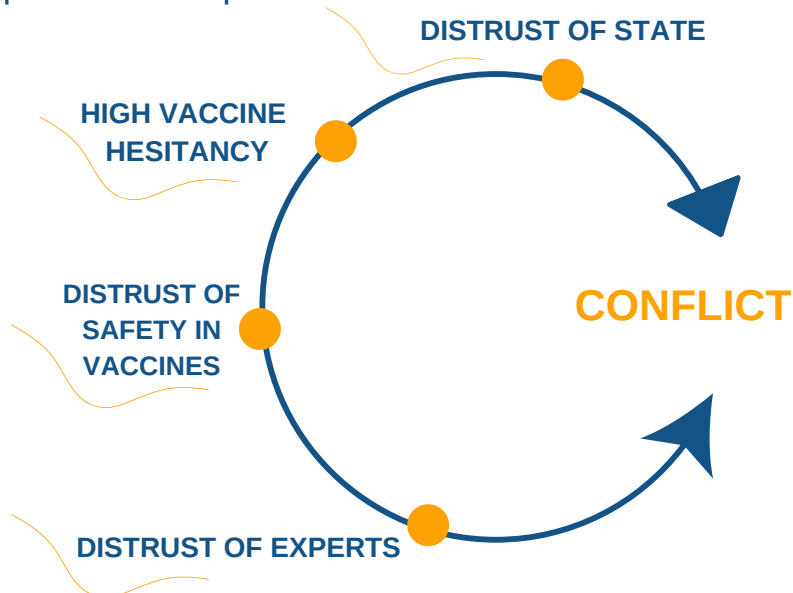 DISTRUST OF STATE
HIGH VACCINE
HESITANCY
DISTRUST OF
SAFETY IN
VACCINES
CONFLICT
DISTRUST OF EXPERTS